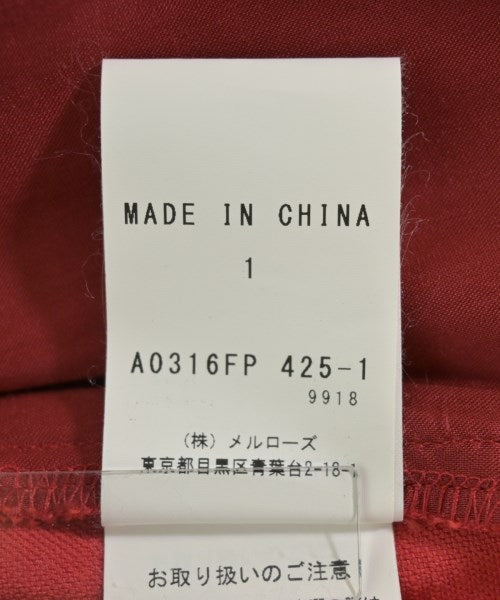 MADE IN CHINA
1
A0316FP 425-1
9918
(株) メルローズ
東京都目黒区青葉台2-18-1
お取り扱いのご注意